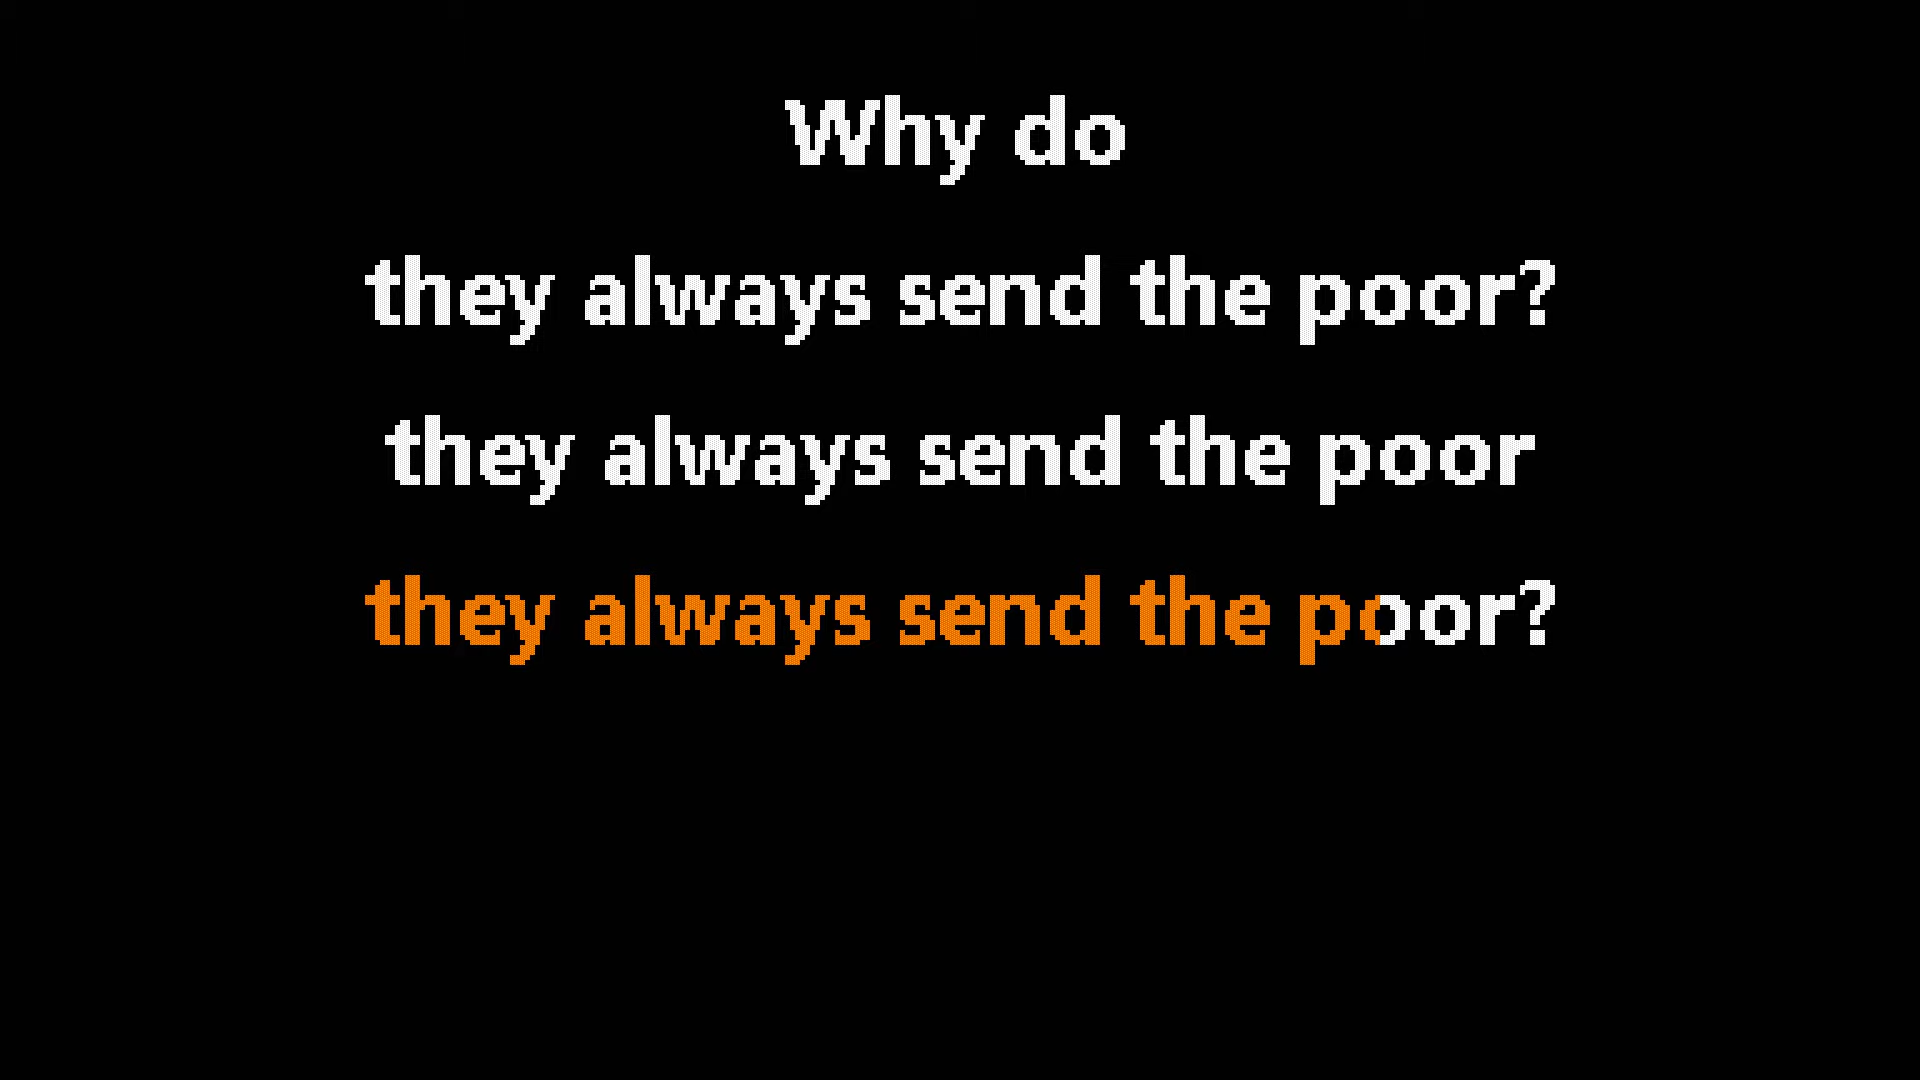 Why do
they always send the poor?
they always send the poor
they always send the poor?